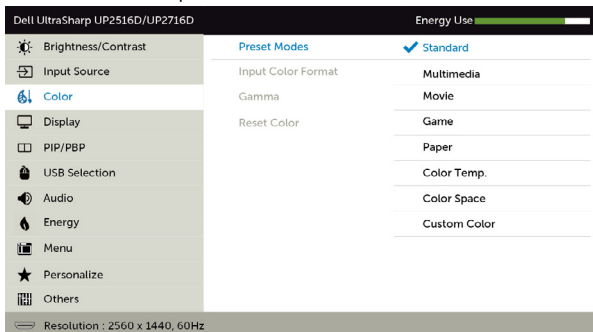 Dell UltraSharp UP2516D/UP2716D Energy Use
Brightness/Contrast Preset Modes Standard
Input Source Input Color Format Multimedia
Color Gamma Movie
Display Reset Color Game
PIP/PBP Paper
USB Selection Color Temp.
Audio Color Space
Energy Custom Color
Menu
Personalize
Others
Resolution : 2560 x 1440, 60Hz